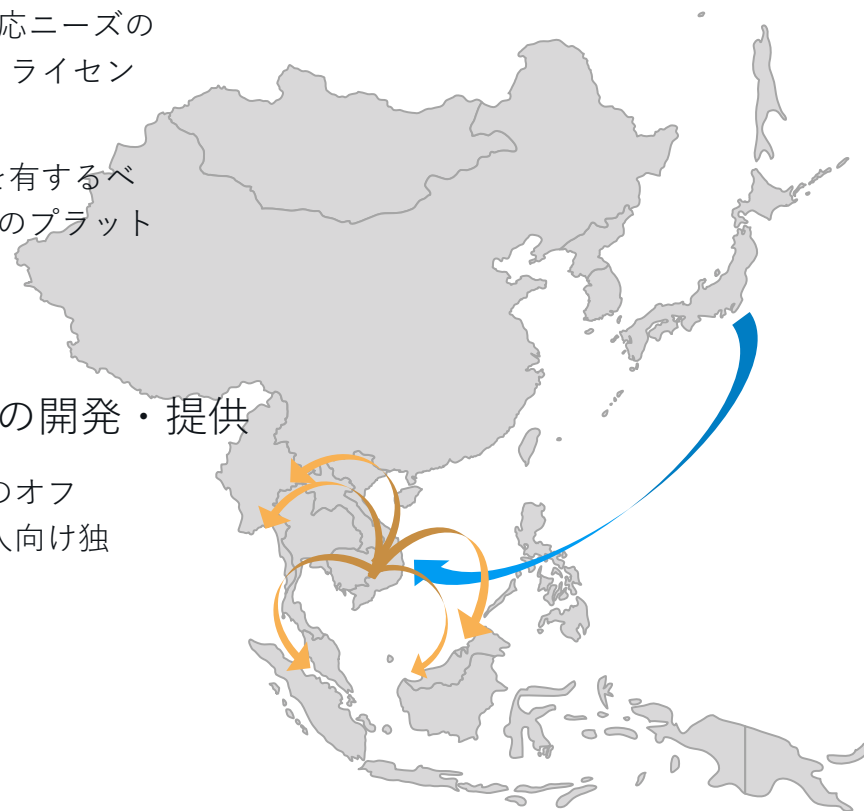 応ニーズの
ライセン
を有するベ
のプラット
の開発・提供
のオフ
人向け独